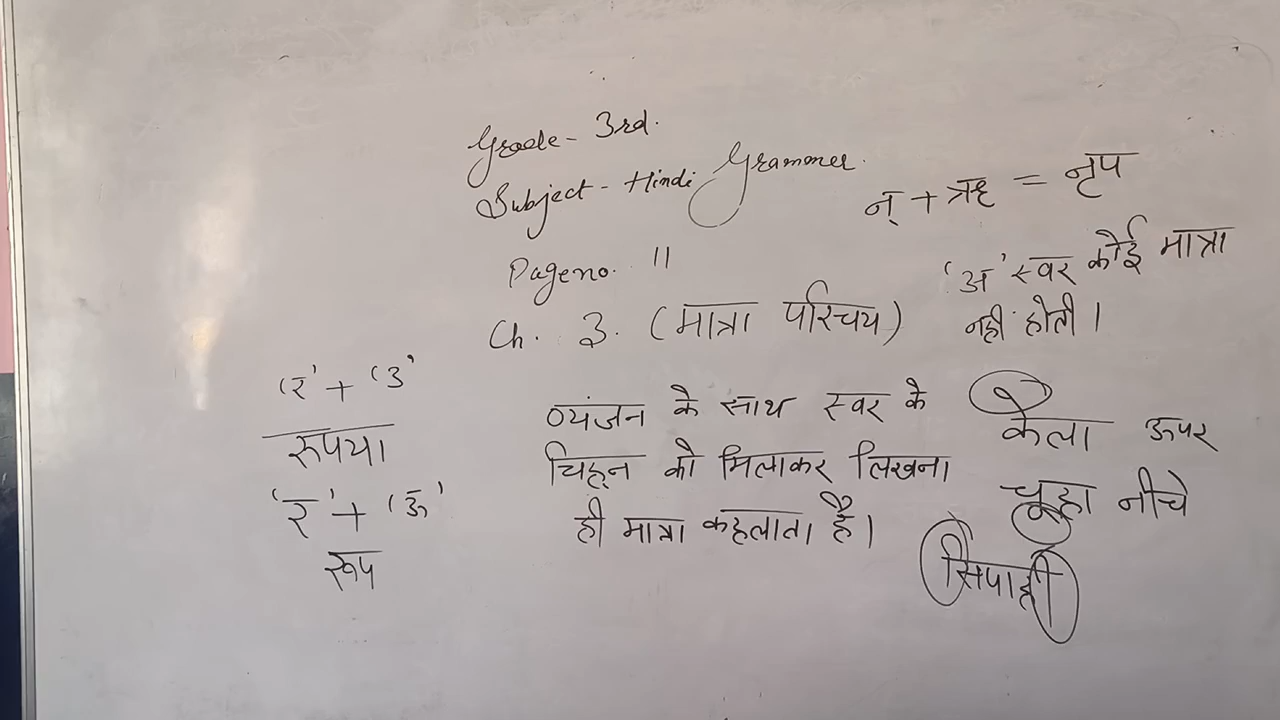 Grade - 3rd.
Subject - Hindi Grammer.
Page no. 11
Ch. 3. (मात्रा परिचय)
व्यंजन के साथ स्वर के
चिह्न को मिलाकर लिखना
ही मात्रा कहलाता है।
'र' + 'उ'
रुपया
'र' + 'ऊ'
रूप
न् + ऋ = नृप
'अ' स्वर कोई मात्रा
नही होती।
केला ऊपर
चूहा नीचे
सिपाही